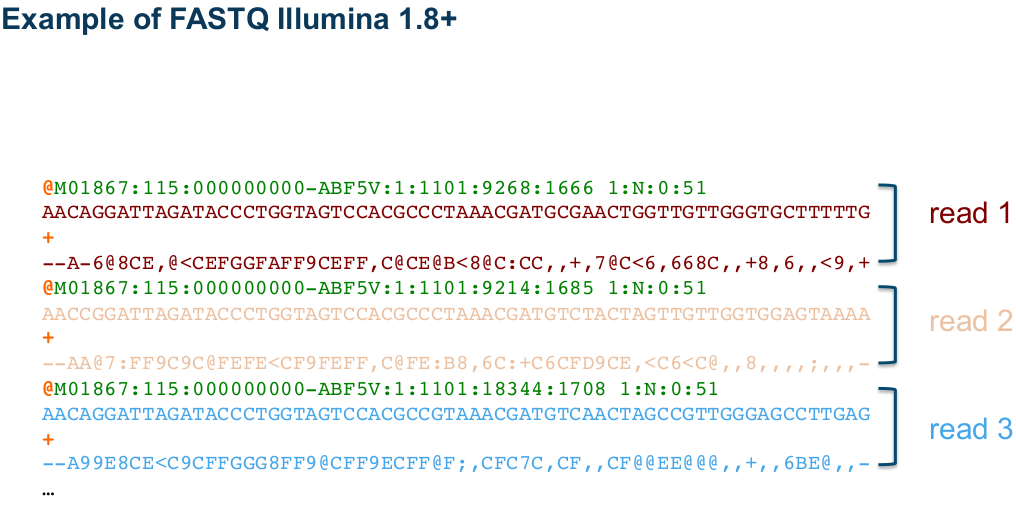 Example of FASTQ Illumina 1.8+
@M01867:115:000000000-ABF5V:1:1101:9268:1666 1:N:0:51
AACAGGATTAGATACCCTGGTAGTCCACGCCCTAAACGATGCGAACTGGTTGTTGGGTGCTTTTTG
+
--A-6@8CE,@<CEFGGFAFF9CEFF,C@CE@B<8@C:CC,,+,7@C<6,668C,,+8,6,,<9,+
read 1
@M01867:115:000000000-ABF5V:1:1101:9214:1685 1:N:0:51
AACCGGATTAGATACCCTGGTAGTCCACGCCCTAAACGATGTCTACTAGTTGTTGGTGGAGTAAAA
+
--AA@7:FF9C9C@FEFE<CF9FEFF,C@FE:B8,6C:+C6CFD9CE,<C6<C@,,8,,,,;,,,-
read 2
@M01867:115:000000000-ABF5V:1:1101:18344:1708 1:N:0:51
AACAGGATTAGATACCCTGGTAGTCCACGCCGTAAACGATGTCAACTAGCCGTTGGGAGCCTTGAG
+
--A99E8CE<C9CFFGGG8FF9@CFF9ECFF@F;,CFC7C,CF,,CF@@EE@@@,,+,,6BE@,,-
read 3
…